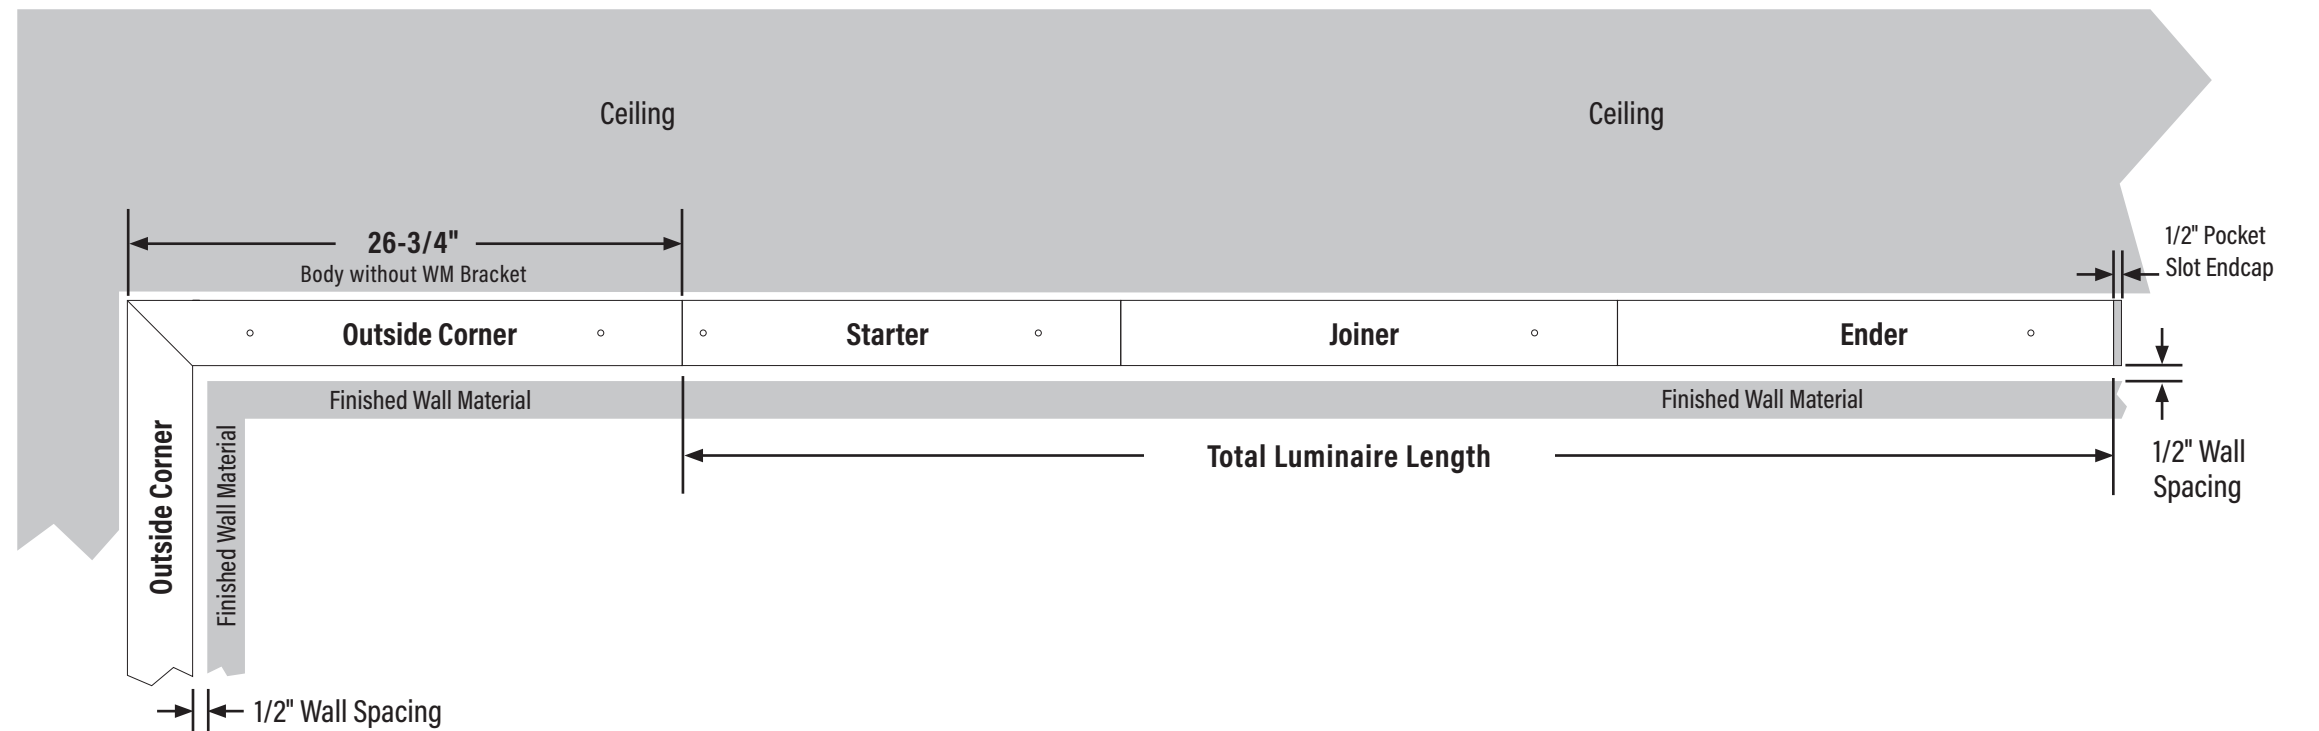 Ceiling
Ceiling
26-3/4"
Body without WM Bracket
1/2" Pocket
Slot Endcap
Outside Corner
Starter
Joiner
Ender
Finished Wall Material
Finished Wall Material
Total Luminaire Length
1/2" Wall
Spacing
Outside Corner
Finished Wall Material
1/2" Wall Spacing